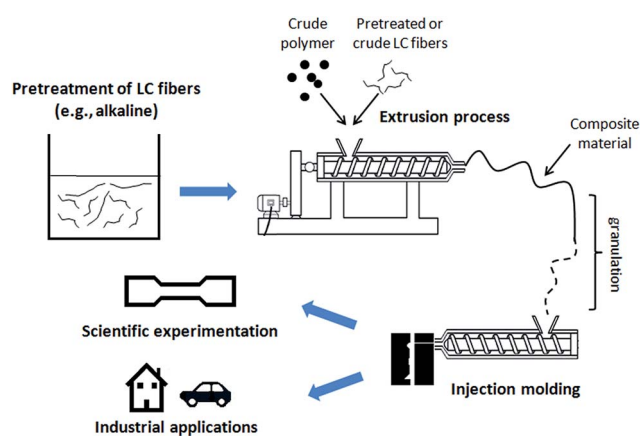 Crude
polymer
Pretreated or
crude LC fibers
Pretreatment of LC fibers
(e.g., alkaline)
Extrusion process
Composite
material
granulation
Scientific experimentation
Injection molding
Industrial applications